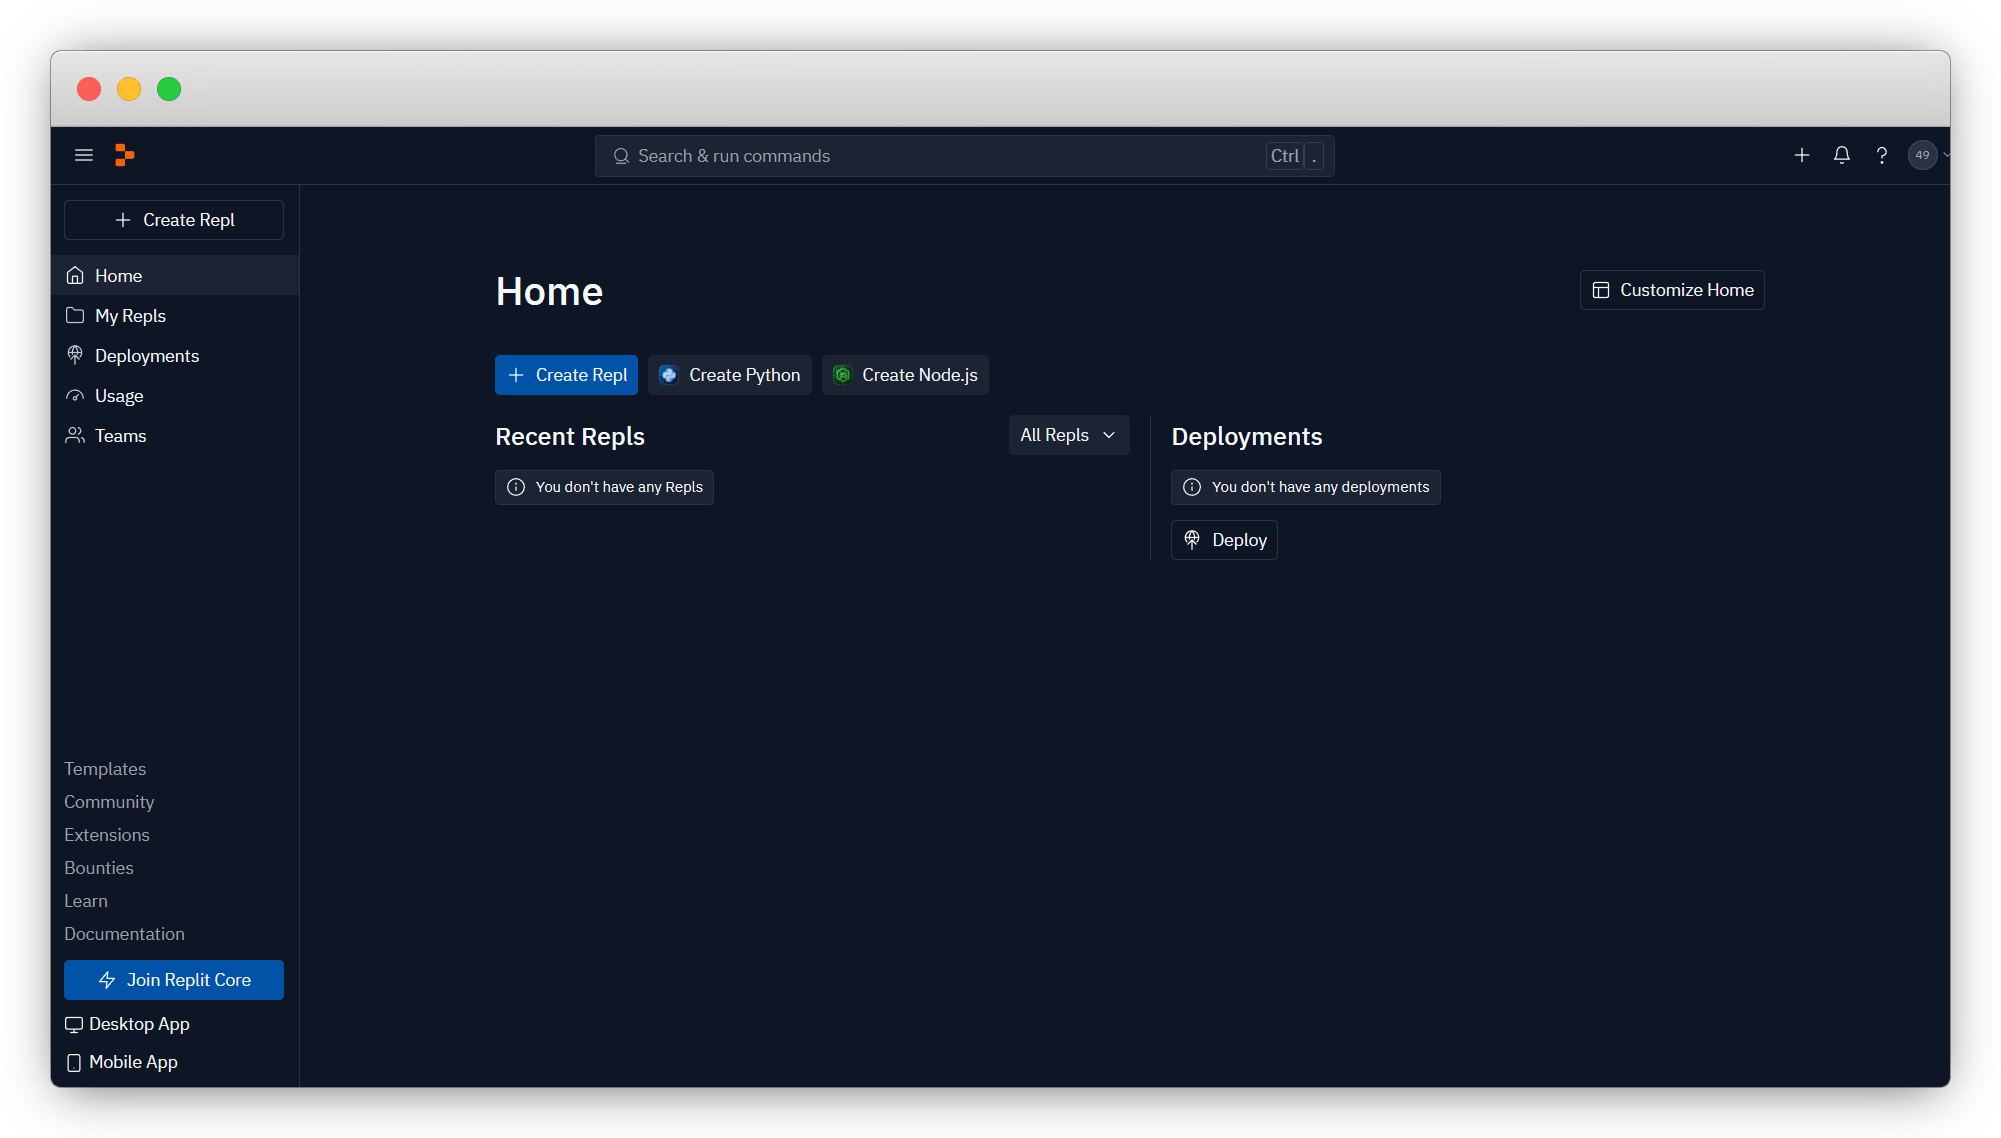 Search & run commands
Ctrl .
49
Create Repl
Home
My Repls
Deployments
Usage
Teams
Templates
Community
Extensions
Bounties
Learn
Documentation
Join Replit Core
Desktop App
Mobile App
Home
Customize Home
Create Repl
Create Python
Create Node.js
Recent Repls
All Repls
You don't have any Repls
Deployments
You don't have any deployments
Deploy